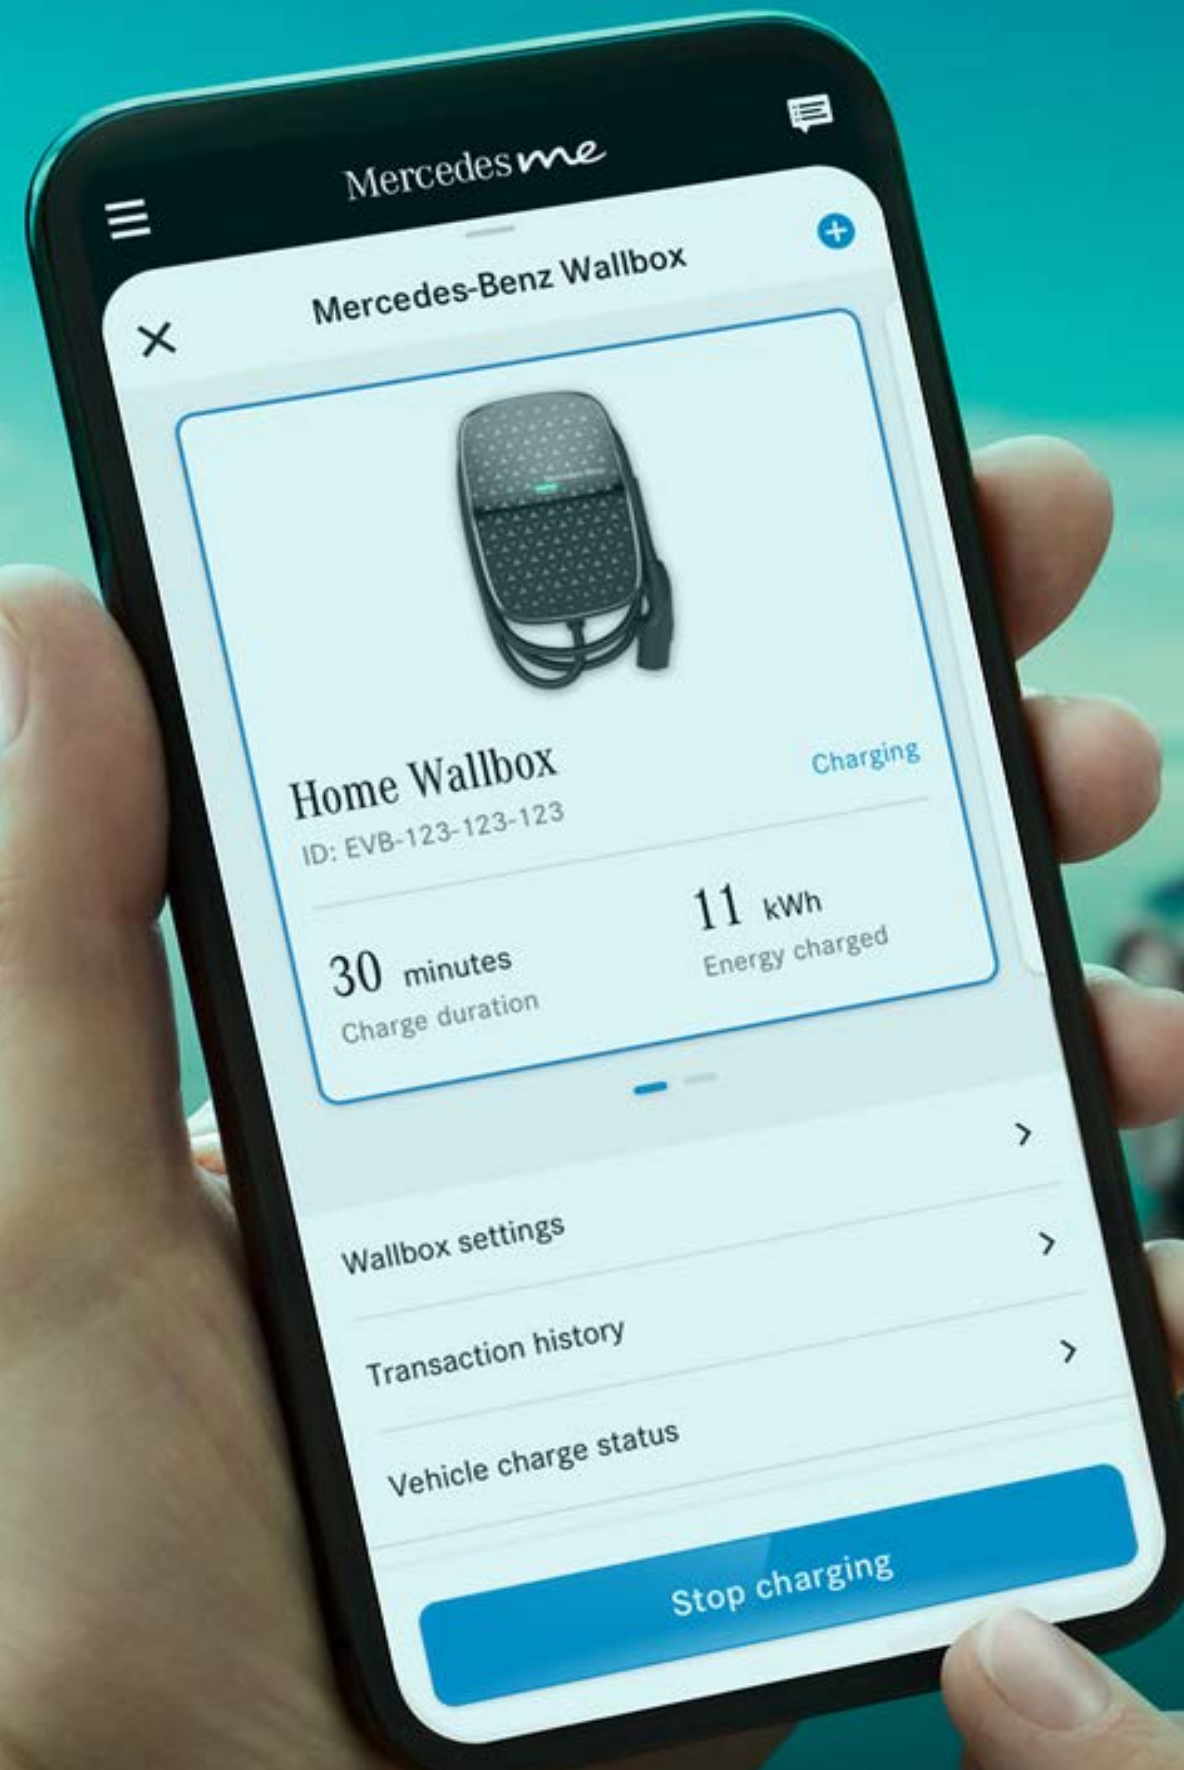 Mercedes me
Mercedes-Benz Wallbox
Home Wallbox
Charging
ID: EVB-123-123-123
30 minutes
11 kWh
Charge duration
Energy charged
Wallbox settings
Transaction history
Vehicle charge status
Stop charging